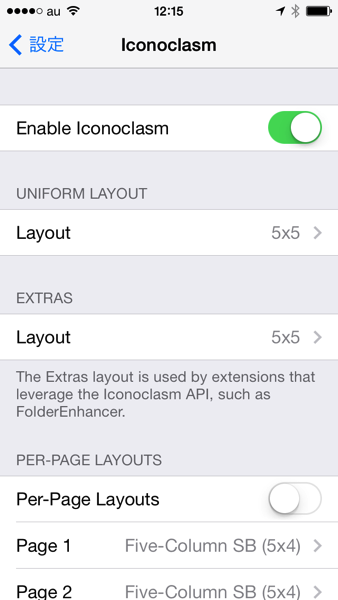 au 12:15
設定 Iconoclasm
Enable Iconoclasm
UNIFORM LAYOUT
Layout 5x5
EXTRAS
Layout 5x5
The Extras layout is used by extensions that
leverage the Iconoclasm API, such as
FolderEnhancer.
PER-PAGE LAYOUTS
Per-Page Layouts
Page 1 Five-Column SB (5x4)
Page 2 Five-Column SB (5x4)